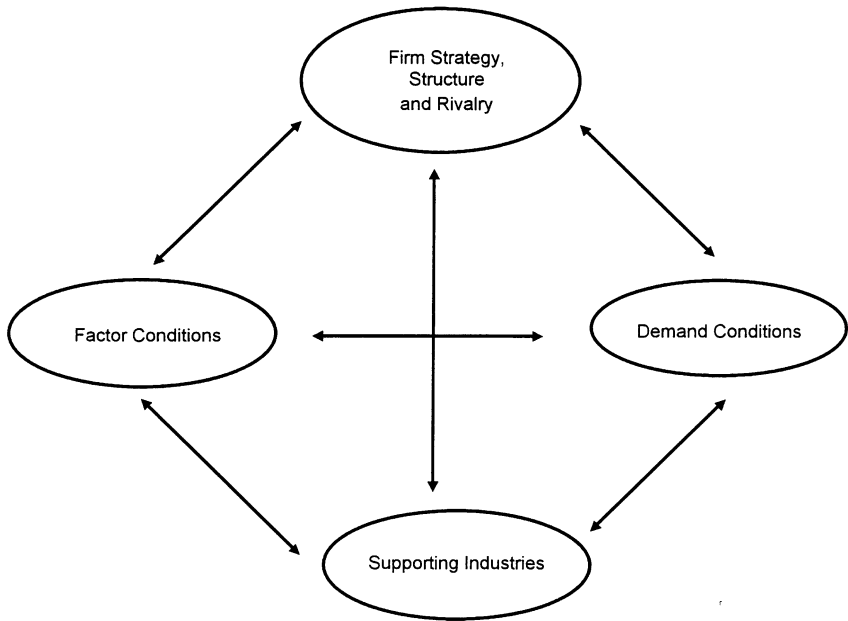 Firm Strategy,
Structure
and Rivalry
Factor Conditions
Demand Conditions
Supporting Industries